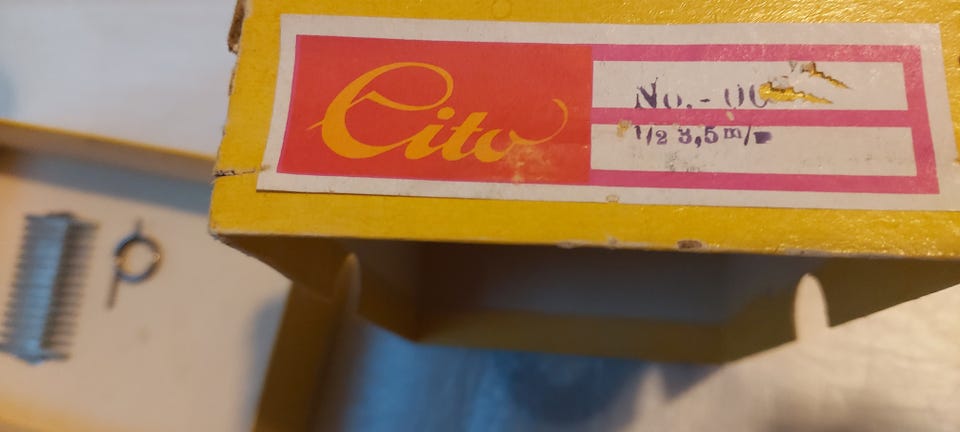 Cito
No.-00
1/2 3,5 m/m